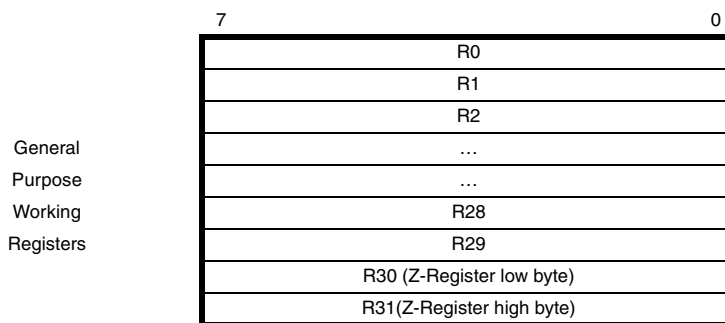 7 0
R0
R1
R2
General …
Purpose …
Working R28
Registers R29
R30 (Z-Register low byte)
R31(Z-Register high byte)